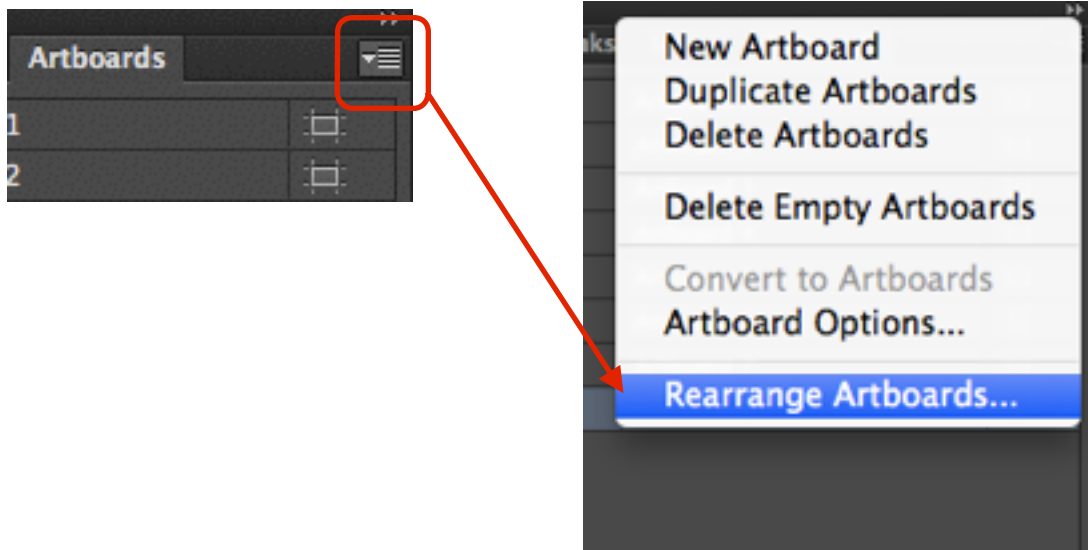 Artboards
1
2
ks
New Artboard
Duplicate Artboards
Delete Artboards
Delete Empty Artboards
Convert to Artboards
Artboard Options...
Rearrange Artboards...